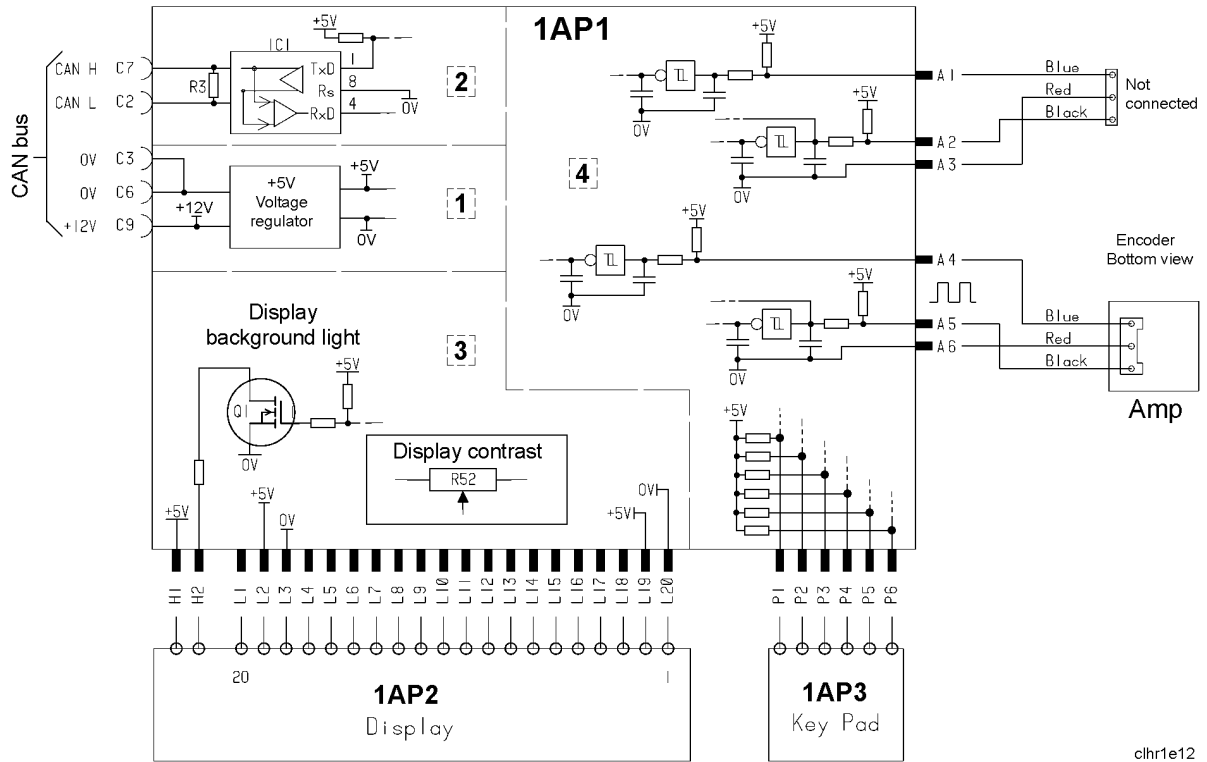 1AP1
+5V
IC1
CAN H C7
TxD 1
R3
Rs 8
0V
CAN L C2
RxD 4
2
CAN bus
0V C3
0V C6
+12V C9
+12V
+5V
Voltage
regulator
+5V
0V
1
Display
background light
3
+5V
Q1
0V
Display contrast
R52
+5V
+5V
0V
+5V
0V
+5V
0V
A1
Blue
Red
Black
Not
connected
+5V
0V
A2
A3
4
+5V
0V
A4
Encoder
Bottom view
+5V
0V
A5
A6
Blue
Red
Black
Amp
+5V
H1 H2 L1 L2 L3 L4 L5 L6 L7 L8 L9 L10 L11 L12 L13 L14 L15 L16 L17 L18 L19 L20
P1 P2 P3 P4 P5 P6
20
1
1AP2
Display
1AP3
Key Pad
clhr1e12